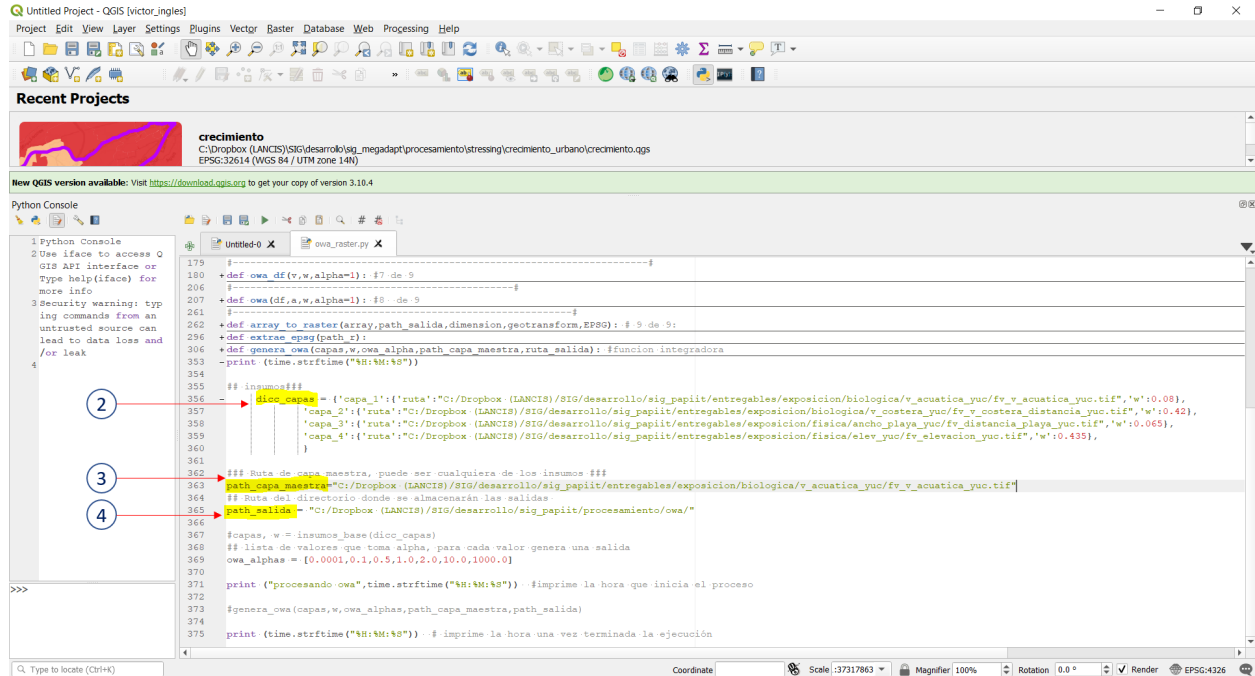 Untitled Project - QGIS [victor_ingles]
Project Edit View Layer Settings Plugins Vector Raster Database Web Processing Help
Recent Projects
crecimiento
C:\Dropbox (LANCIS)\SIG\desarrollo\sig_megadapt\procesamiento\stressing\crecimiento_urbano\crecimiento.qgs
EPSG:32614 (WGS 84 / UTM zone 14N)
New QGIS version available: Visit https://download.qgis.org to get your copy of version 3.10.4
Python Console
1 Python Console
2 Use iface to access Q
GIS API interface or
Type help(iface) for
more info
3 Security warning: typ
ing commands from an
untrusted source can
lead to data loss and
/or leak
4
>>>
Untitled-0
owa_raster.py
179 #----------------------------------------------------------------------#
180 +def owa_df(v,w,alpha=1): #7 de 9
206 #-----------------------------------------------#
207 +def owa(df,a,w,alpha=1): #8 de 9
261 #---------------------------------------------------------#
262 +def array_to_raster(array,path_salida,dimension,geotransform,EPSG): # 9 de 9:
296 +def extrae_epsg(path_r):
306 +def genera_owa(capas,w,owa_alpha,path_capa_maestra,ruta_salida): #funcion integradora
353 -print (time.strftime("%H:%M:%S"))
354
355 ## insumos###
356 - dicc_capas = {'capa_1':{'ruta':"C:/Dropbox (LANCIS)/SIG/desarrollo/sig_papiit/entregables/exposicion/biologica/v_acuatica_yuc/fv_v_acuatica_yuc.tif",'w':0.08},
357 'capa_2':{'ruta':"C:/Dropbox (LANCIS)/SIG/desarrollo/sig_papiit/entregables/exposicion/biologica/v_costera_yuc/fv_v_costera_distancia_yuc.tif",'w':0.42},
358 'capa_3':{'ruta':"C:/Dropbox (LANCIS)/SIG/desarrollo/sig_papiit/entregables/exposicion/fisica/ancho_playa_yuc/fv_distancia_playa_yuc.tif",'w':0.065},
359 'capa_4':{'ruta':"C:/Dropbox (LANCIS)/SIG/desarrollo/sig_papiit/entregables/exposicion/fisica/elev_yuc/fv_elevacion_yuc.tif",'w':0.435},
360 }
361
362 ### Ruta de capa maestra, puede ser cualquiera de los insumos ###
363 path_capa_maestra="C:/Dropbox (LANCIS)/SIG/desarrollo/sig_papiit/entregables/exposicion/biologica/v_acuatica_yuc/fv_v_acuatica_yuc.tif"
364 ## Ruta del directorio donde se almacenarán las salidas
365 path_salida = "C:/Dropbox (LANCIS)/SIG/desarrollo/sig_papiit/procesamiento/owa/"
366
367 #capas, w = insumos_base(dicc_capas)
368 ## lista de valores que toma alpha, para cada valor genera una salida
369 owa_alphas = [0.0001,0.1,0.5,1.0,2.0,10.0,1000.0]
370
371 print ("procesando owa",time.strftime("%H:%M:%S")) #imprime la hora que inicia el proceso
372
373 #genera_owa(capas,w,owa_alphas,path_capa_maestra,path_salida)
374
375 print (time.strftime("%H:%M:%S")) # imprime la hora una vez terminada la ejecución
2
3
4
Type to locate (Ctrl+K)
Coordinate
Scale :37317863
Magnifier 100%
Rotation 0.0 °
Render
EPSG:4326